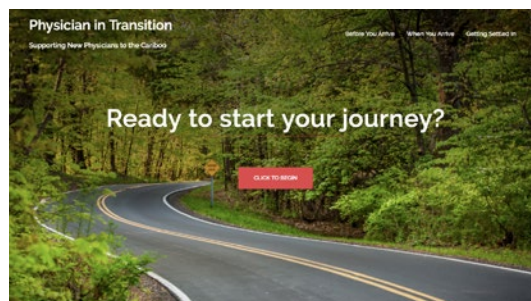 Physician in Transition
Supporting New Physicians to the Cariboo
Before You Arrive When You Arrive Getting Settled In
Ready to start your journey?
CLICK TO BEGIN